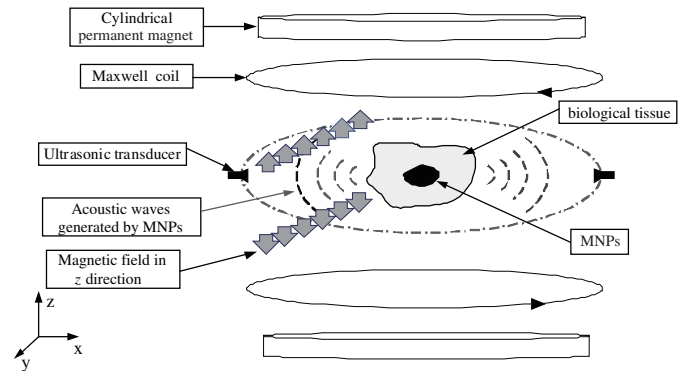 Cylindrical
permanent magnet
Maxwell coil
biological tissue
Ultrasonic transducer
Acoustic waves
generated by MNPs
MNPs
Magnetic field in
z direction
z
x
y